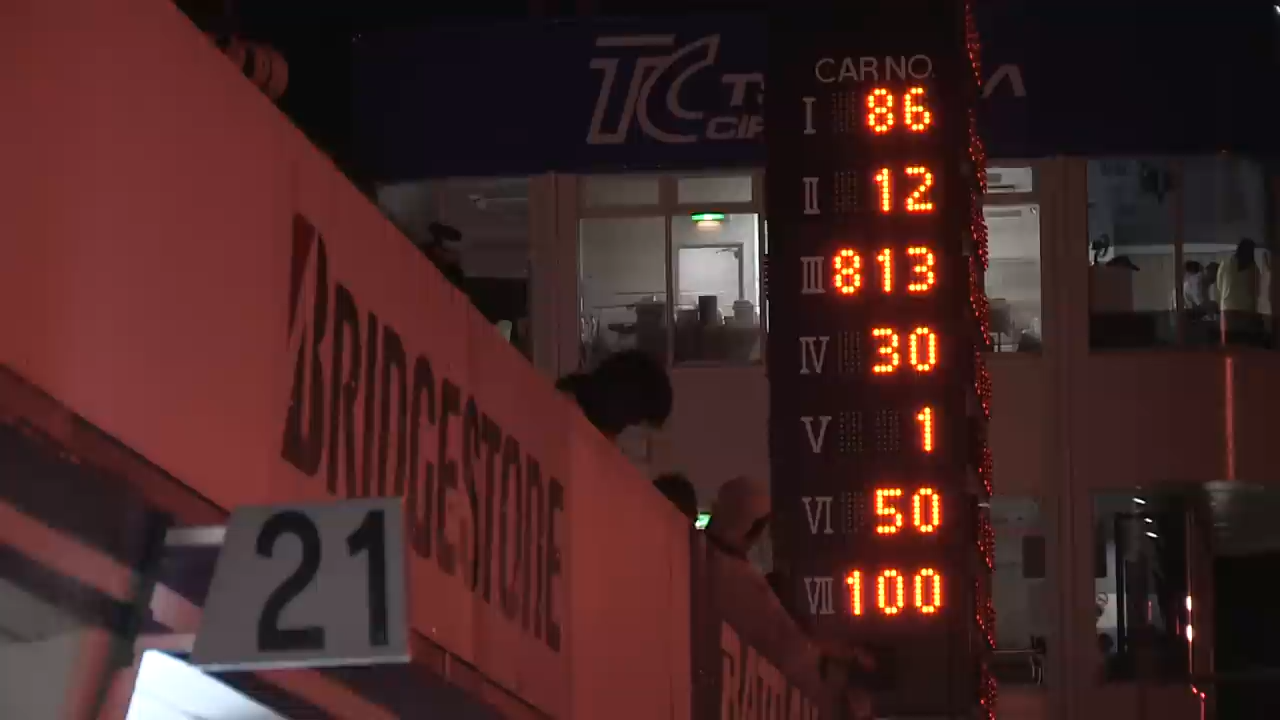 TC
CAR NO.
I 86
II 12
III 813
IV 30
V 1
VI 50
VII 100
BRIDGESTONE
21